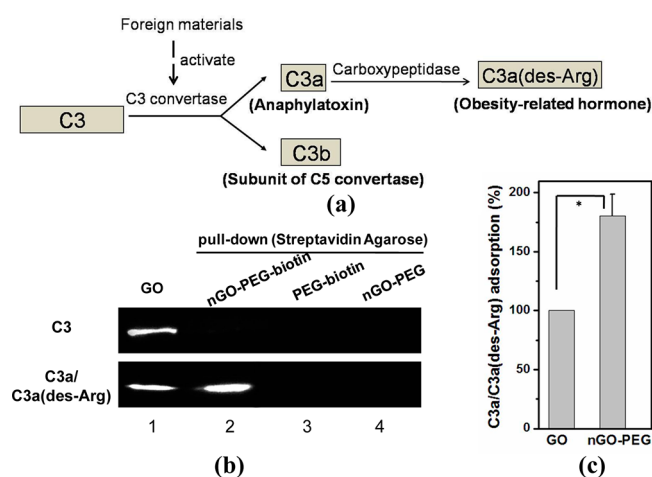 Foreign materials
activate
C3 convertase
C3
C3a
(Anaphylatoxin)
Carboxypeptidase
C3a(des-Arg)
(Obesity-related hormone)
C3b
(Subunit of C5 convertase)
(a)
pull-down (Streptavidin Agarose)
GO
nGO-PEG-biotin
PEG-biotin
nGO-PEG
C3
C3a/
C3a(des-Arg)
1 2 3 4
(b)
C3a/C3a(des-Arg) adsorption (%)
200
150
100
50
0
*
GO nGO-PEG
(c)